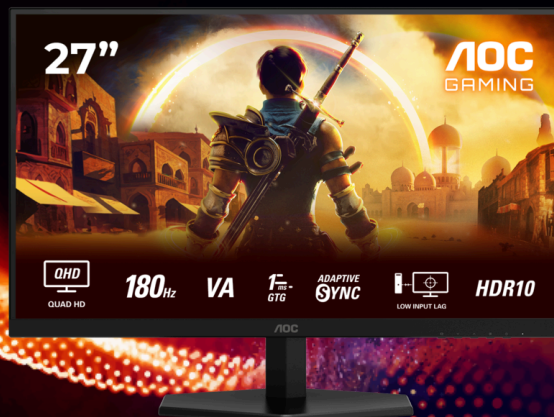 27”
AOC
GAMING
QHD
QUAD HD
180Hz
VA
1ms
GTG
ADAPTIVE
SYNC
LOW INPUT LAG
HDR10
AOC